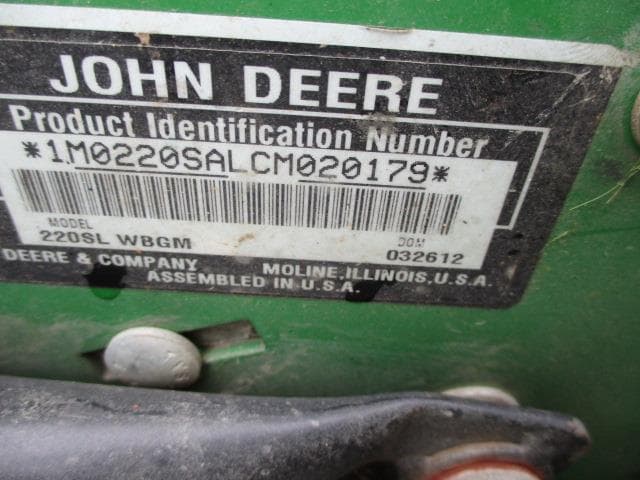 JOHN DEERE
Product Identification Number
*1M0220SALCM020179*
MODEL DOM
220SL WBGM 032612
DEERE & COMPANY MOLINE, ILLINOIS, U.S.A.
ASSEMBLED IN U.S.A.